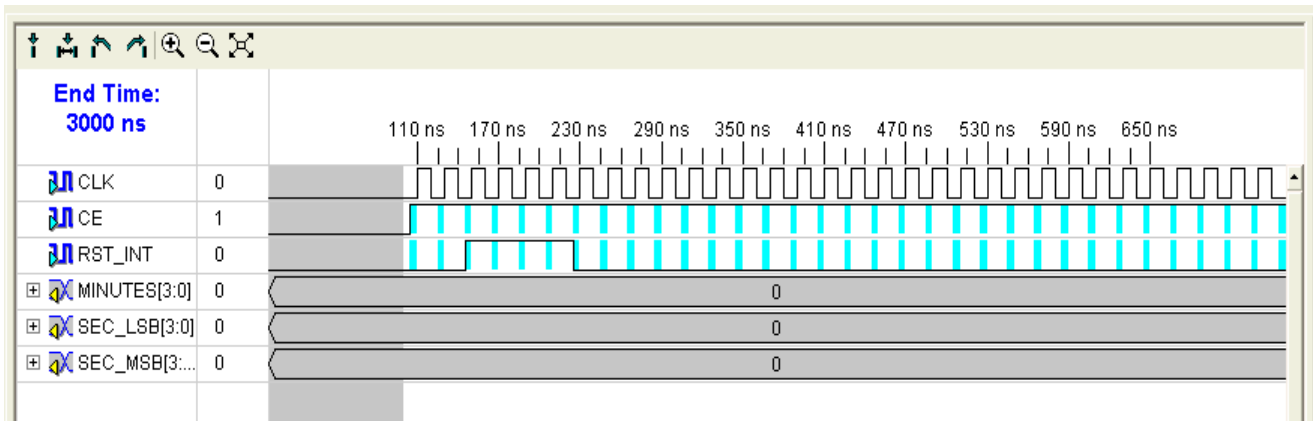 End Time:
3000 ns
110 ns 170 ns 230 ns 290 ns 350 ns 410 ns 470 ns 530 ns 590 ns 650 ns
CLK 0
CE 1
RST_INT 0
MINUTES[3:0] 0 0
SEC_LSB[3:0] 0 0
SEC_MSB[3:... 0 0